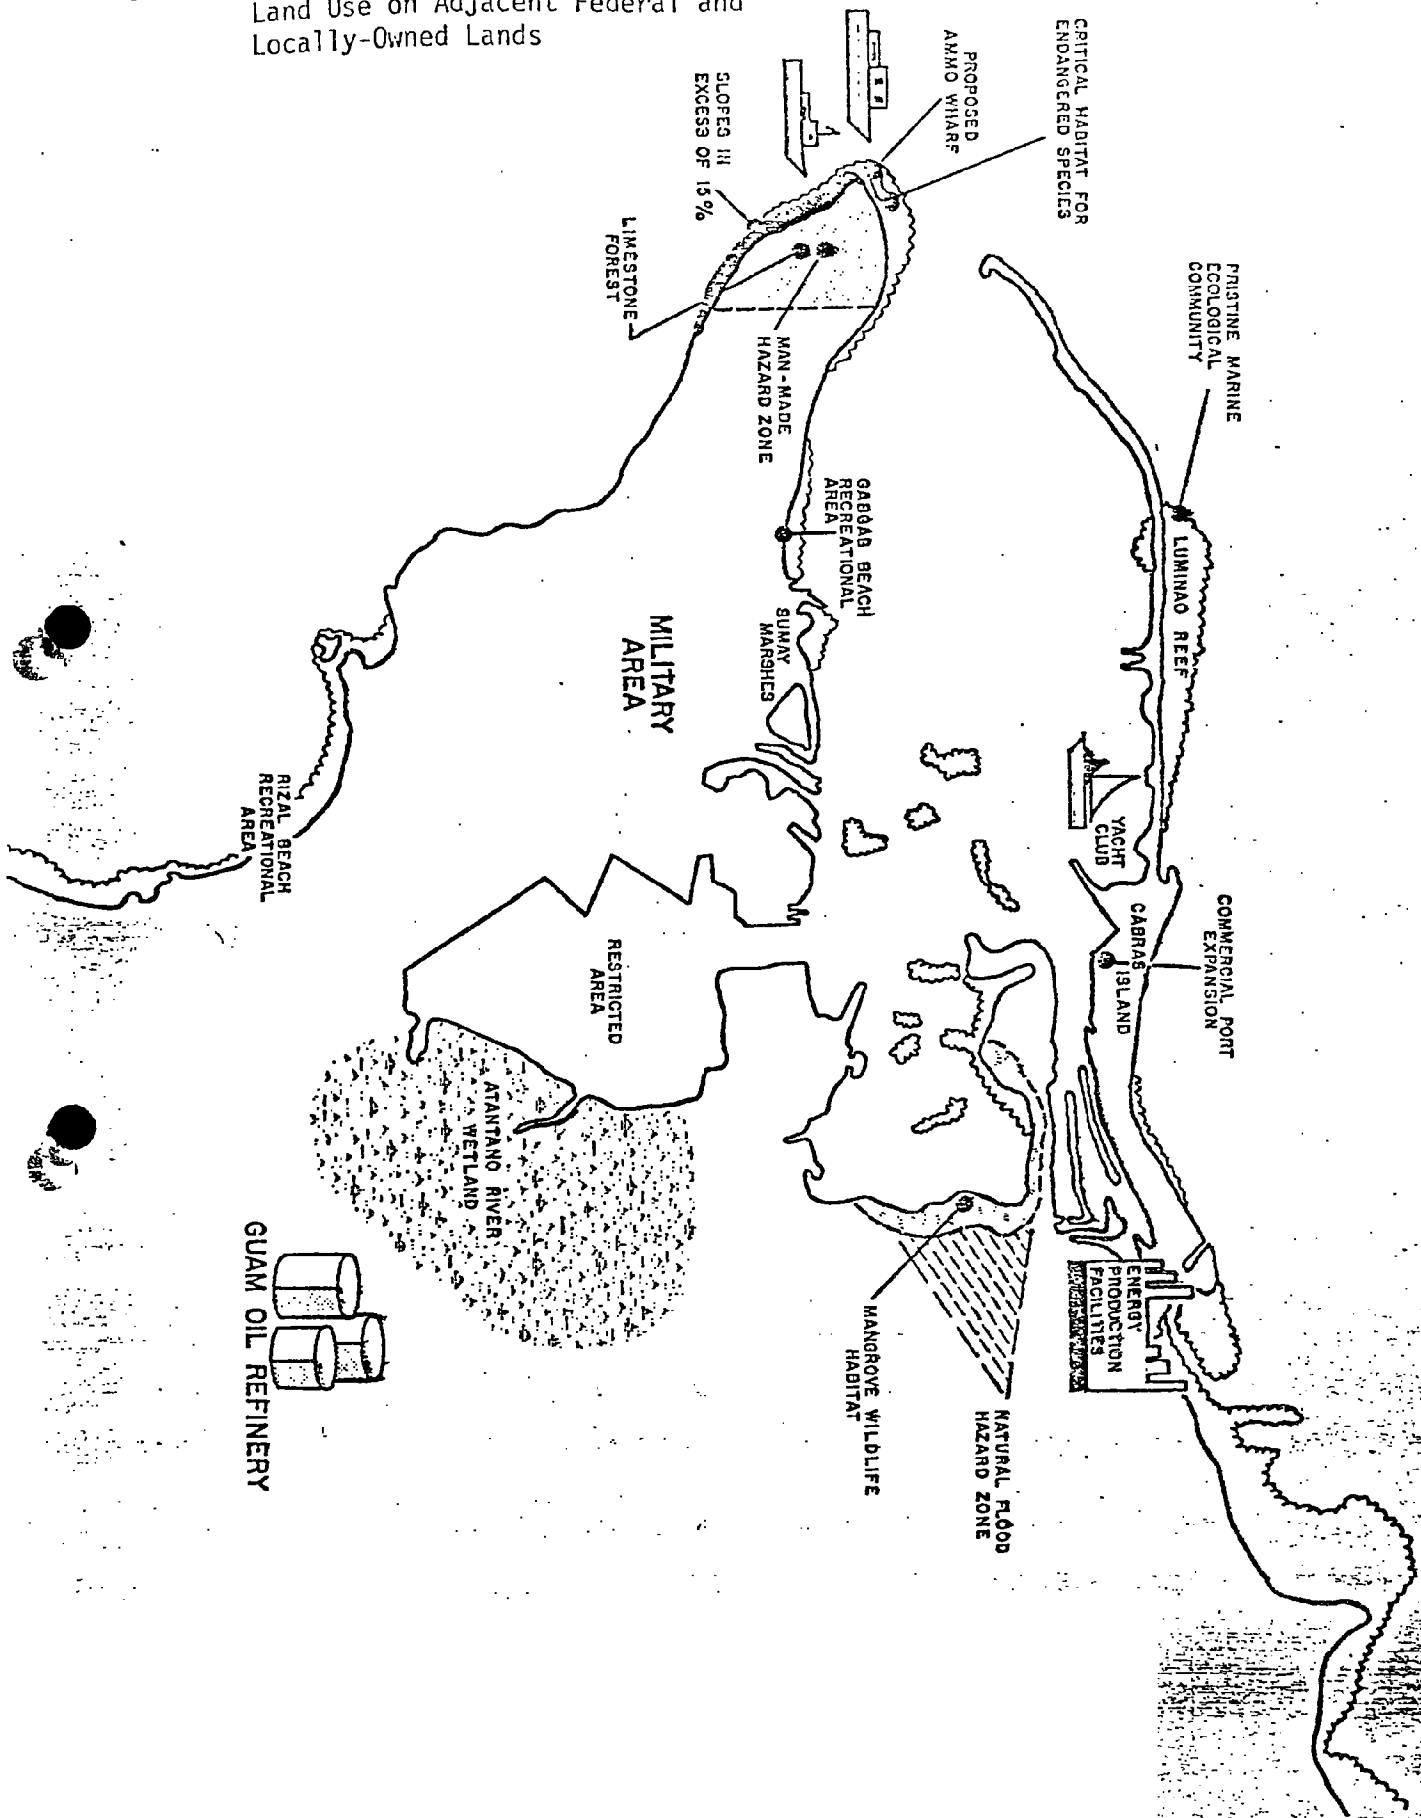 Land Use on Adjacent Federal and
Locally-Owned Lands
CRITICAL HABITAT FOR
ENDANGERED SPECIES
PROPOSED
AMMO WHARF
SLOPES IN
EXCESS OF 15%
LIMESTONE
FOREST
MAN-MADE
HAZARD ZONE
PRISTINE MARINE
ECOLOGICAL
COMMUNITY
LUMINAO REEF
GABGAB BEACH
RECREATIONAL
AREA
SUMAY
MARSHES
MILITARY
AREA
YACHT
CLUB
COMMERCIAL PORT
EXPANSION
CABRAS
ISLAND
RIZAL BEACH
RECREATIONAL
AREA
RESTRICTED
AREA
ATANTANO RIVER
WETLAND
ENERGY
PRODUCTION
FACILITIES
MANGROVE WILDLIFE
HABITAT
NATURAL FLOOD
HAZARD ZONE
GUAM OIL REFINERY